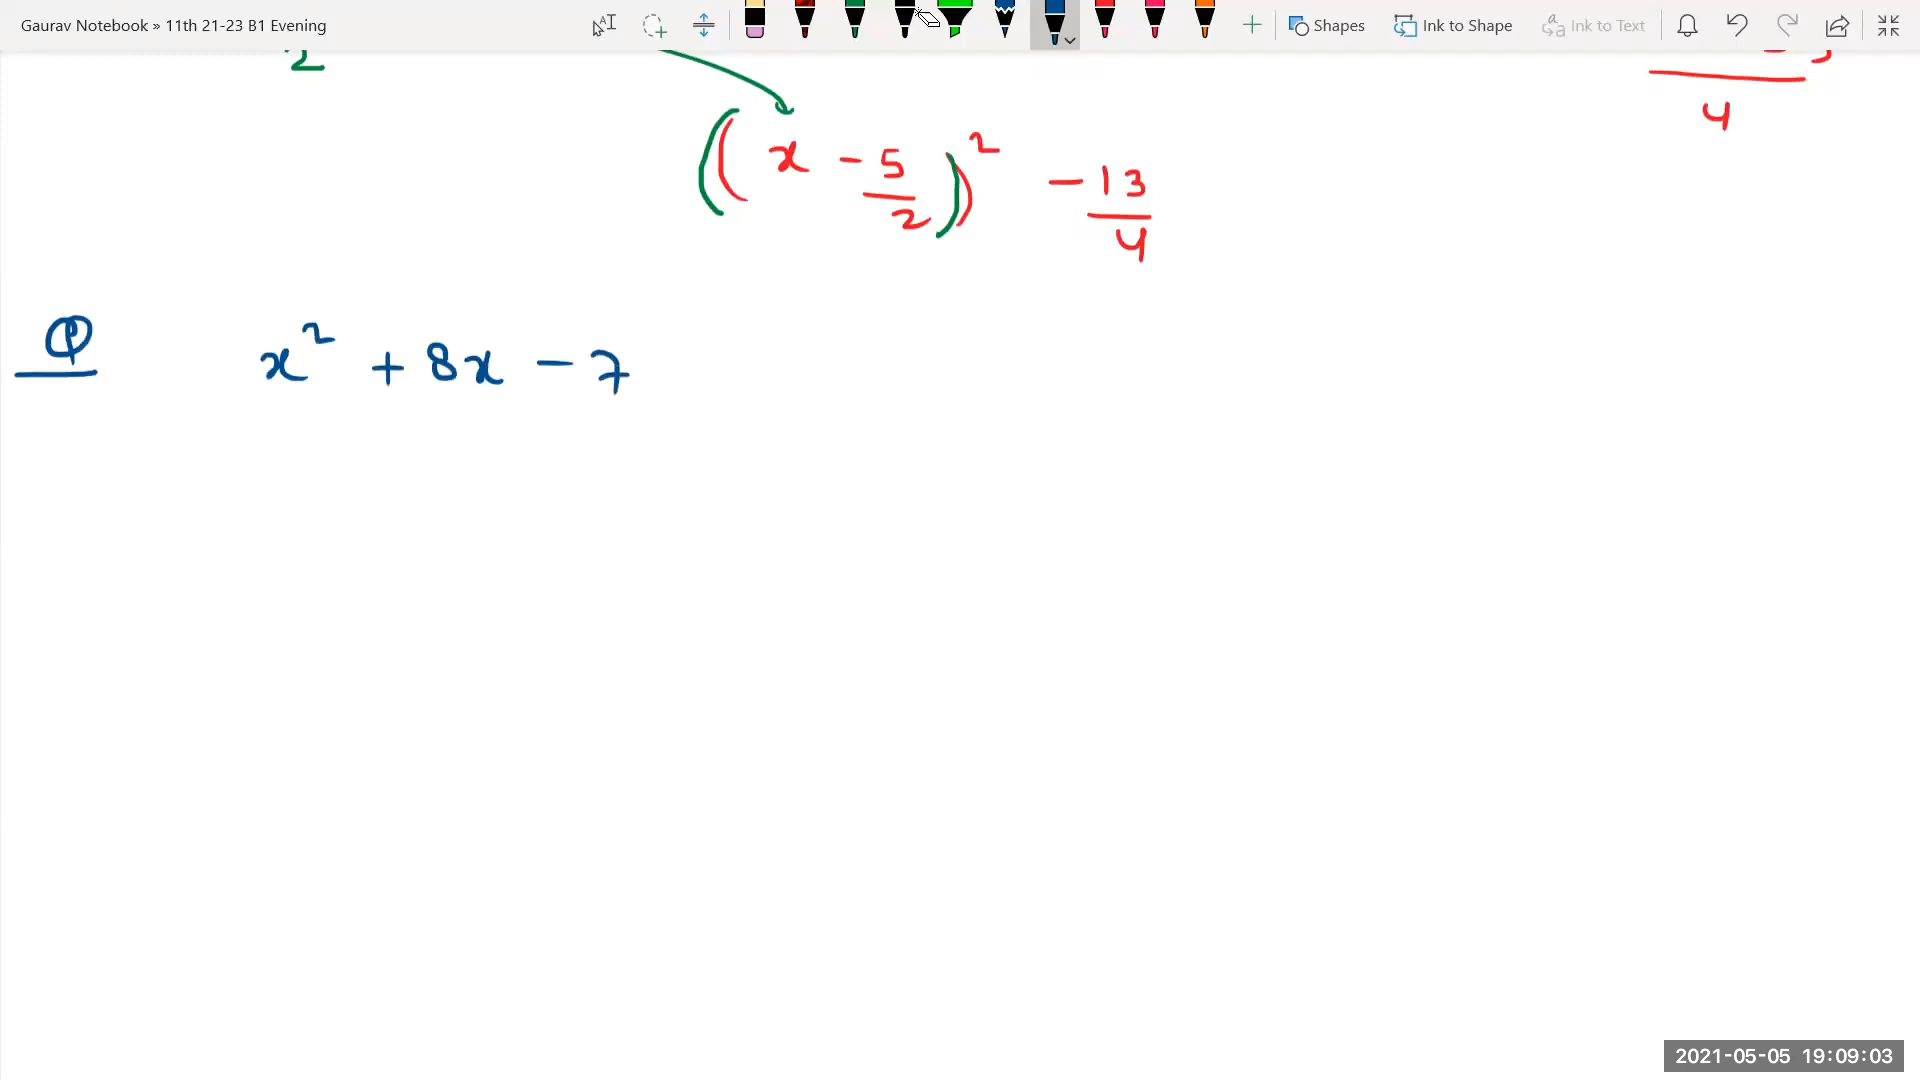 Gaurav Notebook » 11th 21-23 B1 Evening
Shapes
Ink to Shape
Ink to Text
2
4
((x - 5/2))² - 13/4
Q x² + 8x - 7
2021-05-05 19:09:03